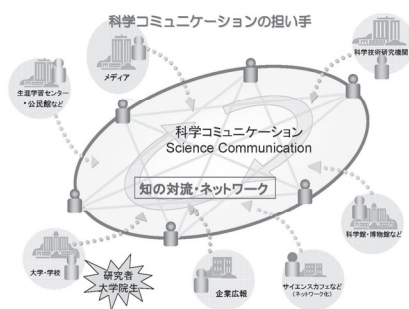 科学コミュニケーションの担い手
メディア
科学技術研究機関
生涯学習センター
・公民館など
科学コミュニケーション
Science Communication
知の対流・ネットワーク
科学館・博物館など
大学・学校
研究者
大学院生
企業広報
サイエンスカフェなど
(ネットワーク化)